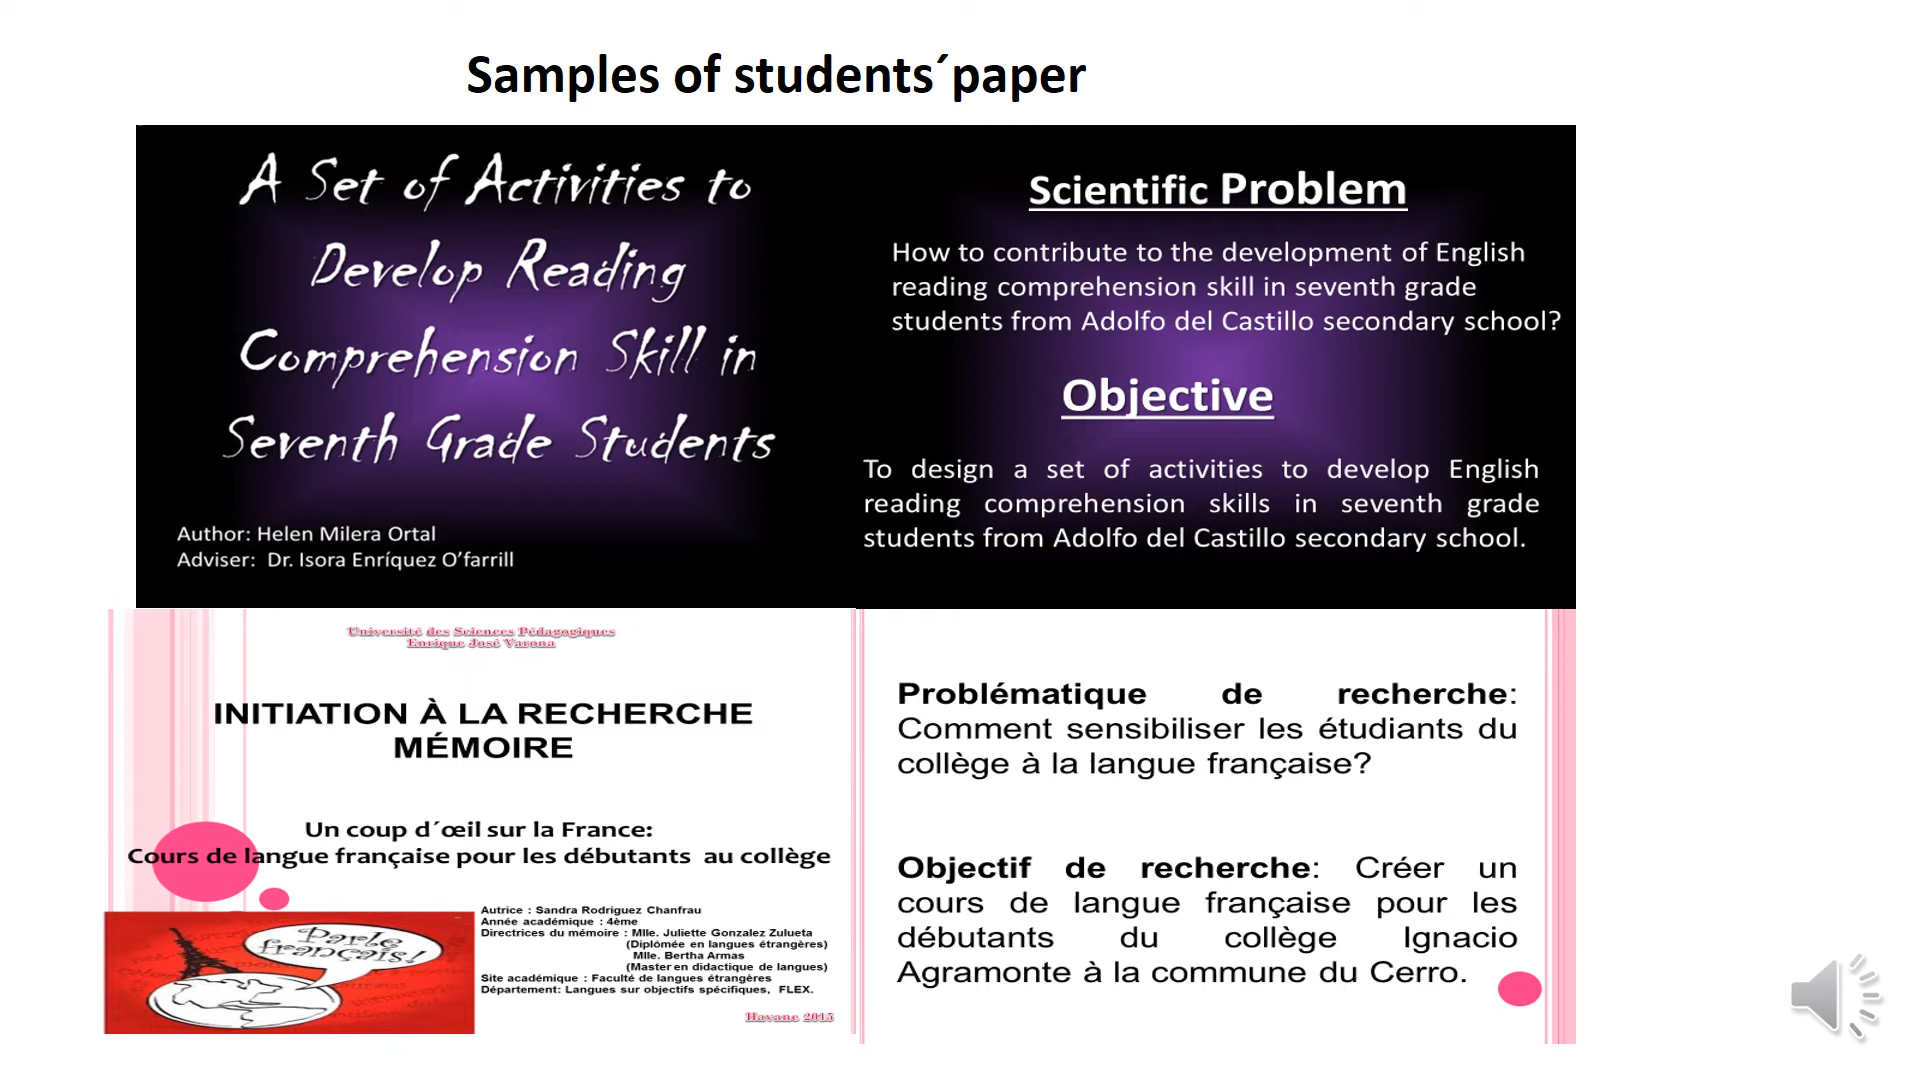 Samples of students´paper
A Set of Activities to
Develop Reading
Comprehension Skill in
Seventh Grade Students
Author: Helen Milera Ortal
Adviser: Dr. Isora Enríquez O’farrill
Scientific Problem
How to contribute to the development of English
reading comprehension skill in seventh grade
students from Adolfo del Castillo secondary school?
Objective
To design a set of activities to develop English
reading comprehension skills in seventh grade
students from Adolfo del Castillo secondary school.
Université des Sciences Pédagogiques
Enrique José Varona
INITIATION À LA RECHERCHE
MÉMOIRE
Un coup d´œil sur la France:
Cours de langue française pour les débutants au collège
Parle
français!
Autrice : Sandra Rodríguez Chanfrau
Année académique : 4ème
Directrices du mémoire : Mlle. Juliette Gonzalez Zulueta
(Diplômée en langues étrangères)
Mlle. Bertha Armas
(Master en didactique de langues)
Site académique : Faculté de langues étrangères
Département: Langues sur objectifs spécifiques, FLEX.
Havane 2015
Problématique de recherche:
Comment sensibiliser les étudiants du
collège à la langue française?
Objectif de recherche: Créer un
cours de langue française pour les
débutants du collège Ignacio
Agramonte à la commune du Cerro.